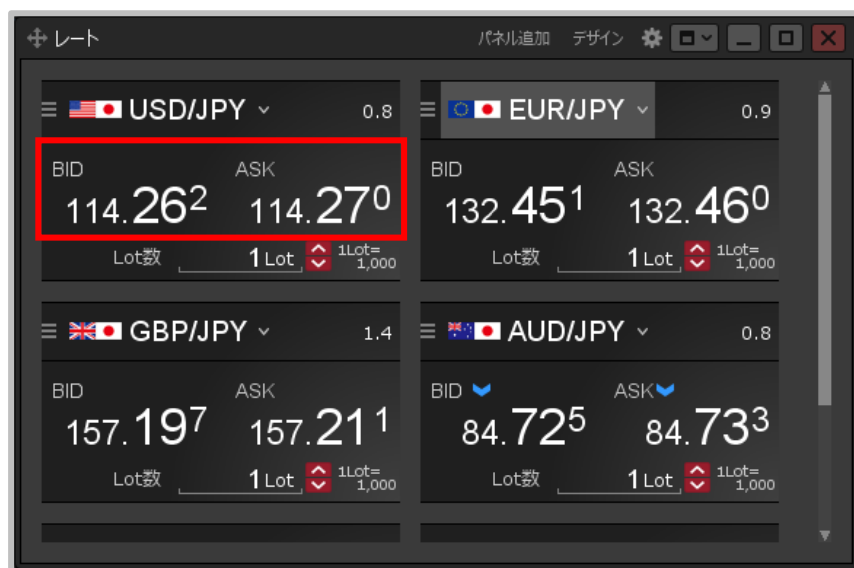 レート パネル追加 デザイン
USD/JPY 0.8
BID ASK
114.262 114.270
Lot数 1 Lot 1Lot= 1,000
EUR/JPY 0.9
BID ASK
132.451 132.460
Lot数 1 Lot 1Lot= 1,000
GBP/JPY 1.4
BID ASK
157.197 157.211
Lot数 1 Lot 1Lot= 1,000
AUD/JPY 0.8
BID ASK
84.725 84.733
Lot数 1 Lot 1Lot= 1,000